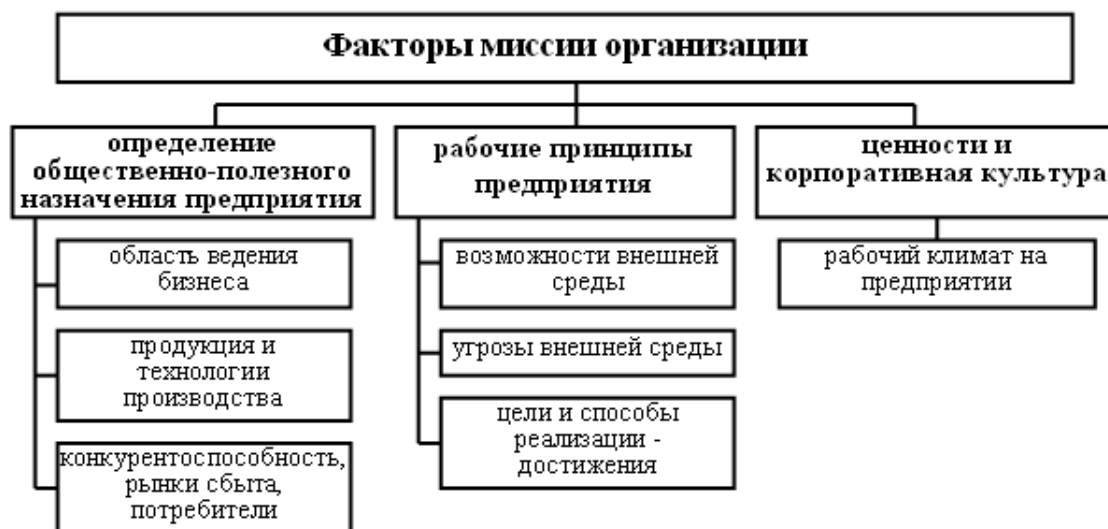 Факторы миссии организации
определение
общественно-полезного
назначения предприятия
область ведения
бизнеса
продукция и
технологии
производства
конкурентоспособность,
рынки сбыта,
потребители
рабочие принципы
предприятия
возможности внешней
среды
угрозы внешней среды
цели и способы
реализации -
достижения
ценности и
корпоративная культура
рабочий климат на
предприятии